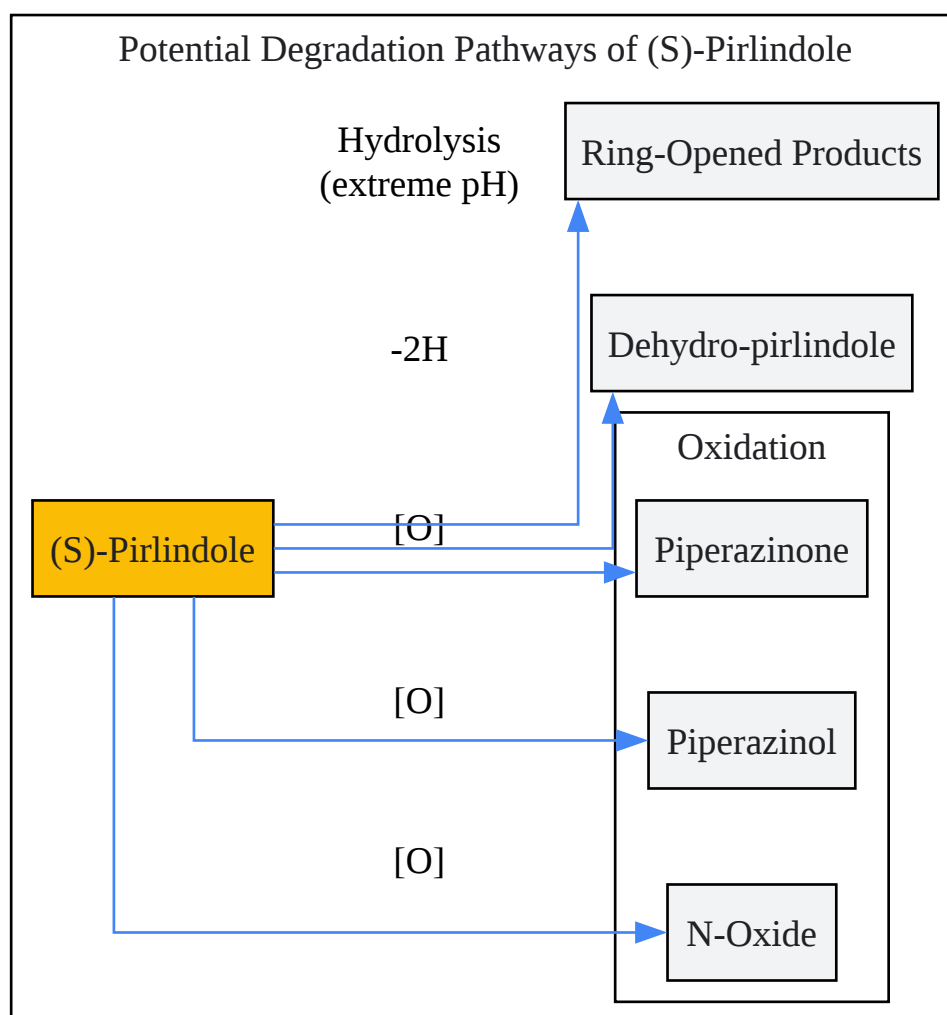 Potential Degradation Pathways of (S)-Pirlindole
Hydrolysis
(extreme pH)
Ring-Opened Products
-2H
Dehydro-pirlindole
Oxidation
(S)-Pirlindole
[O]
Piperazinone
[O]
Piperazinol
[O]
N-Oxide